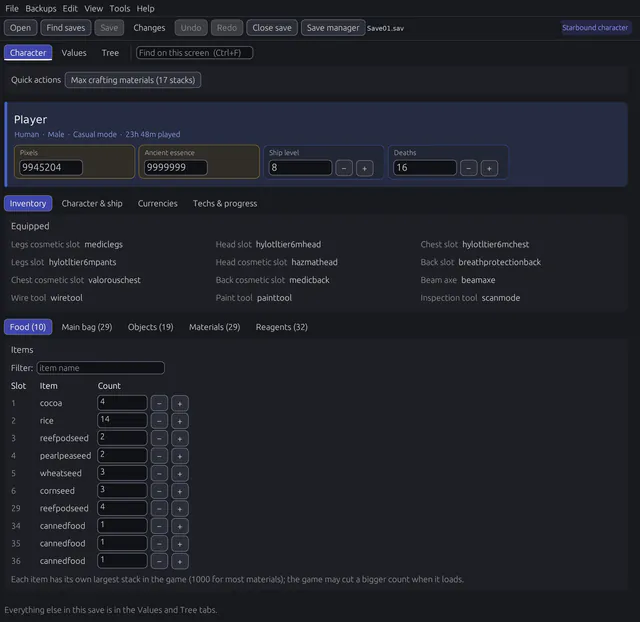 File Backups Edit View Tools Help
Open Find saves Save Changes Undo Redo Close save Save manager Save01.sav Starbound character
Character Values Tree Find on this screen (Ctrl+F)
Quick actions Max crafting materials (17 stacks)
Player
Human · Male · Casual mode · 23h 48m played
Pixels Ancient essence Ship level Deaths
9945204 9999999 8 − + 16 − +
Inventory Character & ship Currencies Techs & progress
Equipped
Legs cosmetic slot mediclegs Head slot hylotltier6mhead Chest slot hylotltier6mchest
Legs slot hylotltier6mpants Head cosmetic slot hazmathead Back slot breathprotectionback
Chest cosmetic slot valorouschest Back cosmetic slot medicback Beam axe beamaxe
Wire tool wiretool Paint tool painttool Inspection tool scanmode
Food (10) Main bag (29) Objects (19) Materials (29) Reagents (32)
Items
Filter: item name
Slot Item Count
1 cocoa 4 − +
2 rice 14 − +
3 reefpodseed 2 − +
4 pearlpeaseed 2 − +
5 wheatseed 3 − +
6 cornseed 3 − +
29 reefpodseed 4 − +
34 cannedfood 1 − +
35 cannedfood 1 − +
36 cannedfood 1 − +
Each item has its own largest stack in the game (1000 for most materials); the game may cut a bigger count when it loads.
Everything else in this save is in the Values and Tree tabs.